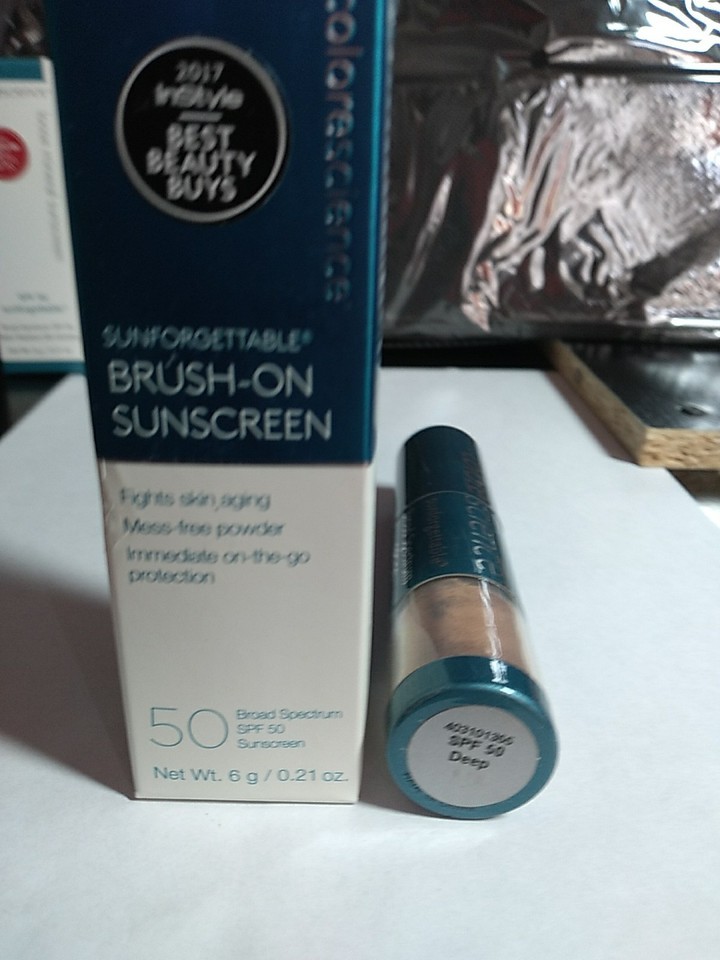 colorescience
2017
InStyle
BEST
BEAUTY
BUYS
SUNFORGETTABLE®
BRUSH-ON
SUNSCREEN
Fights skin aging
Mess-free powder
Immediate on-the-go
protection
50
Broad Spectrum
SPF 50
Sunscreen
Net Wt. 6 g / 0.21 oz.
SPF 50
Deep